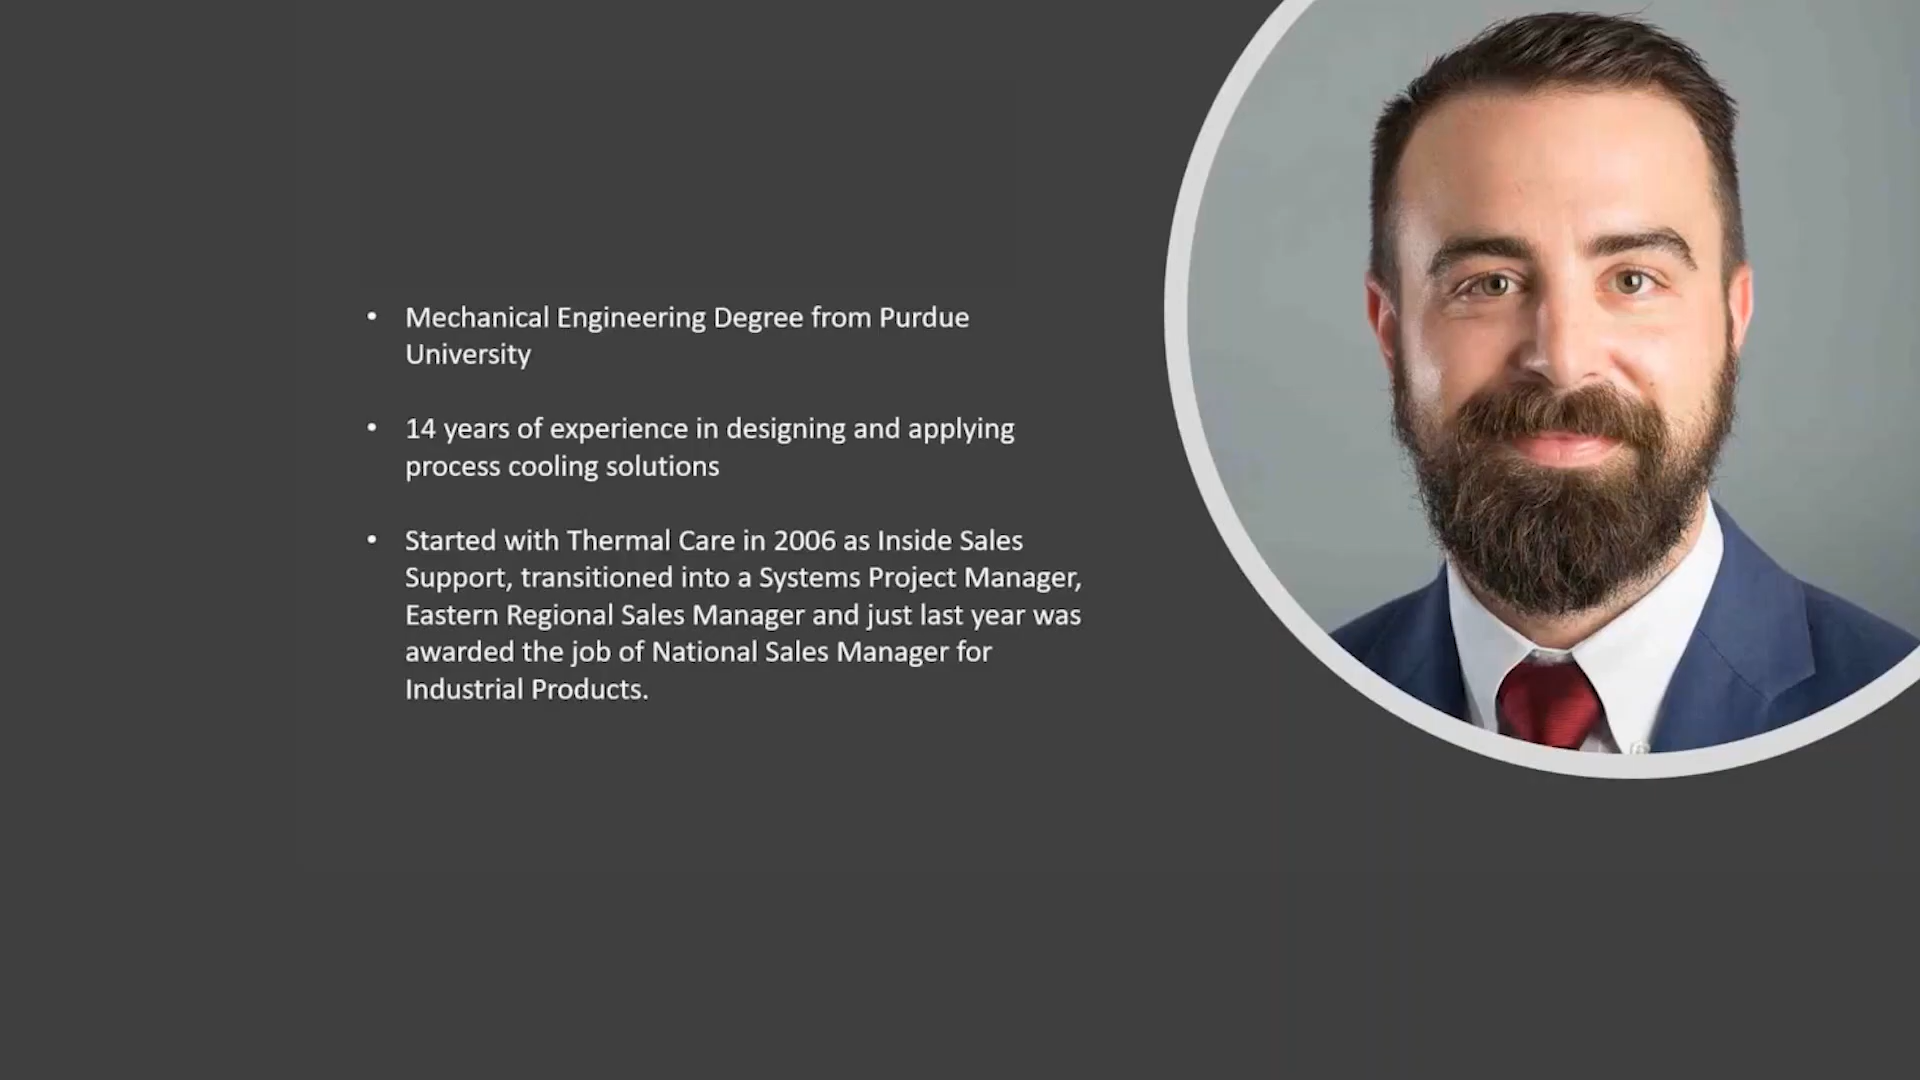 • Mechanical Engineering Degree from Purdue
University
• 14 years of experience in designing and applying
process cooling solutions
• Started with Thermal Care in 2006 as Inside Sales
Support, transitioned into a Systems Project Manager,
Eastern Regional Sales Manager and just last year was
awarded the job of National Sales Manager for
Industrial Products.